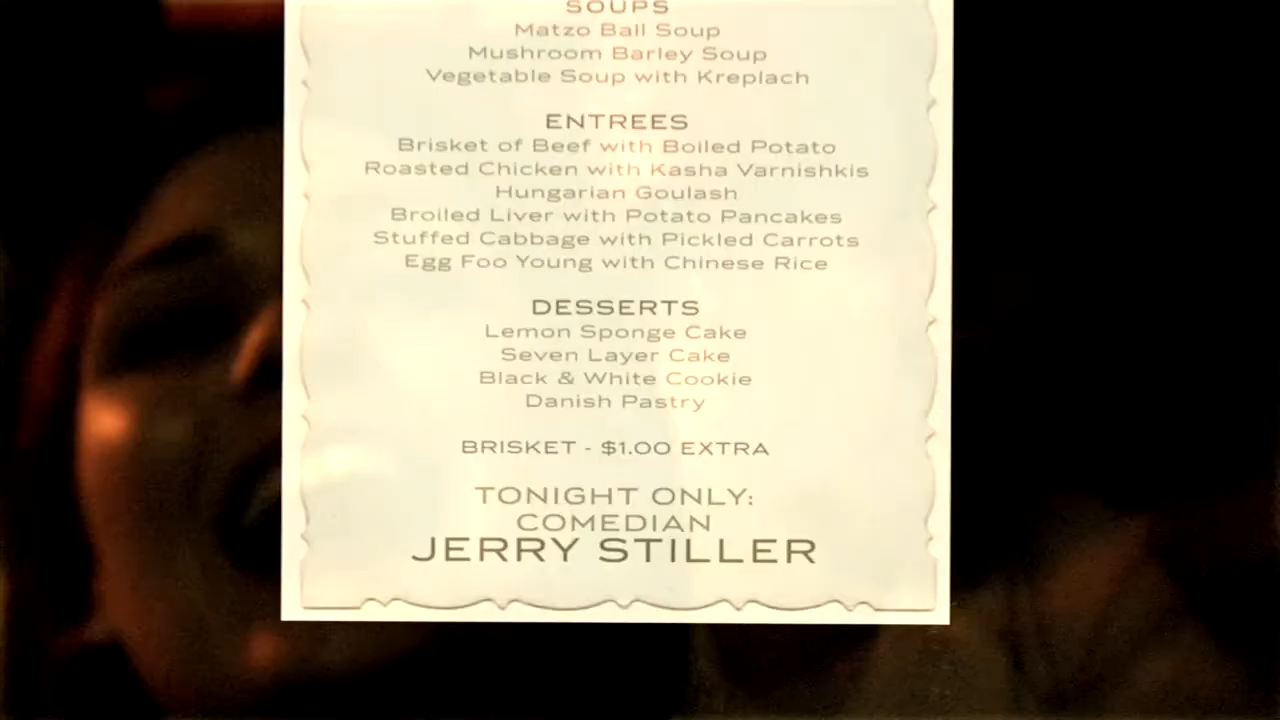 SOUPS
Matzo Ball Soup
Mushroom Barley Soup
Vegetable Soup with Kreplach
ENTREES
Brisket of Beef with Boiled Potato
Roasted Chicken with Kasha Varnishkis
Hungarian Goulash
Broiled Liver with Potato Pancakes
Stuffed Cabbage with Pickled Carrots
Egg Foo Young with Chinese Rice
DESSERTS
Lemon Sponge Cake
Seven Layer Cake
Black & White Cookie
Danish Pastry
BRISKET - $1.00 EXTRA
TONIGHT ONLY:
COMEDIAN
JERRY STILLER